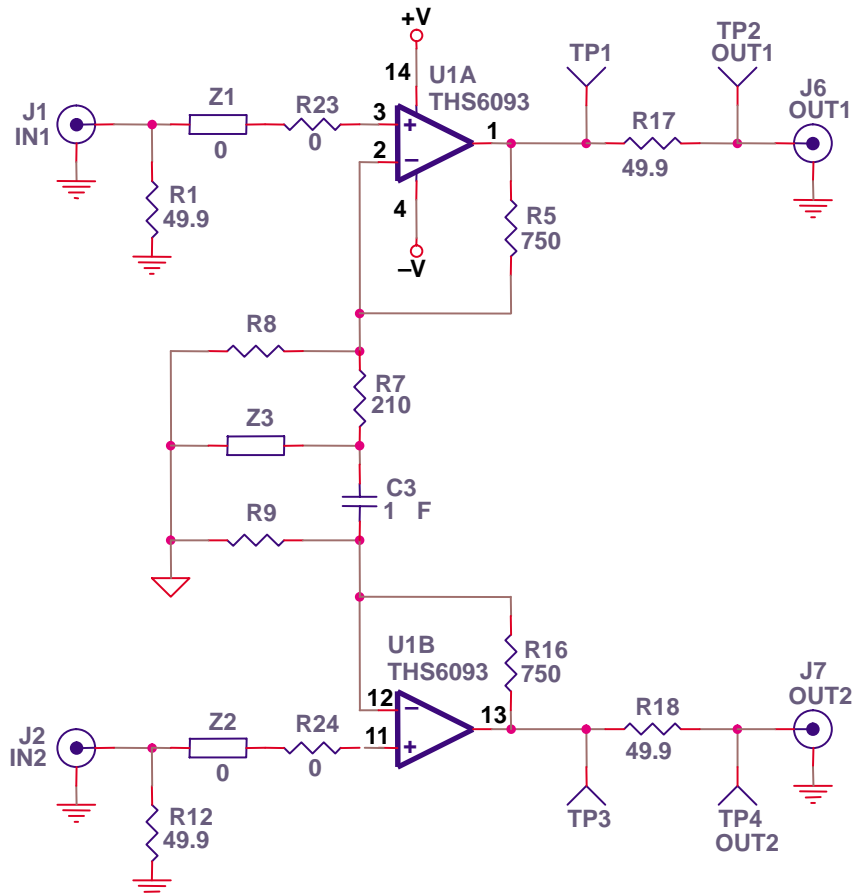 +V
TP1
TP2
OUT1
14
U1A
THS6093
J1
IN1
Z1
0
R23
0
3
+
2
−
1
R17
49.9
J6
OUT1
R1
49.9
4
–V
R5
750
R8
R7
210
Z3
C3
1 F
R9
U1B
THS6093
R16
750
12
−
11
+
13
R18
49.9
J7
OUT2
J2
IN2
Z2
0
R24
0
R12
49.9
TP3
TP4
OUT2